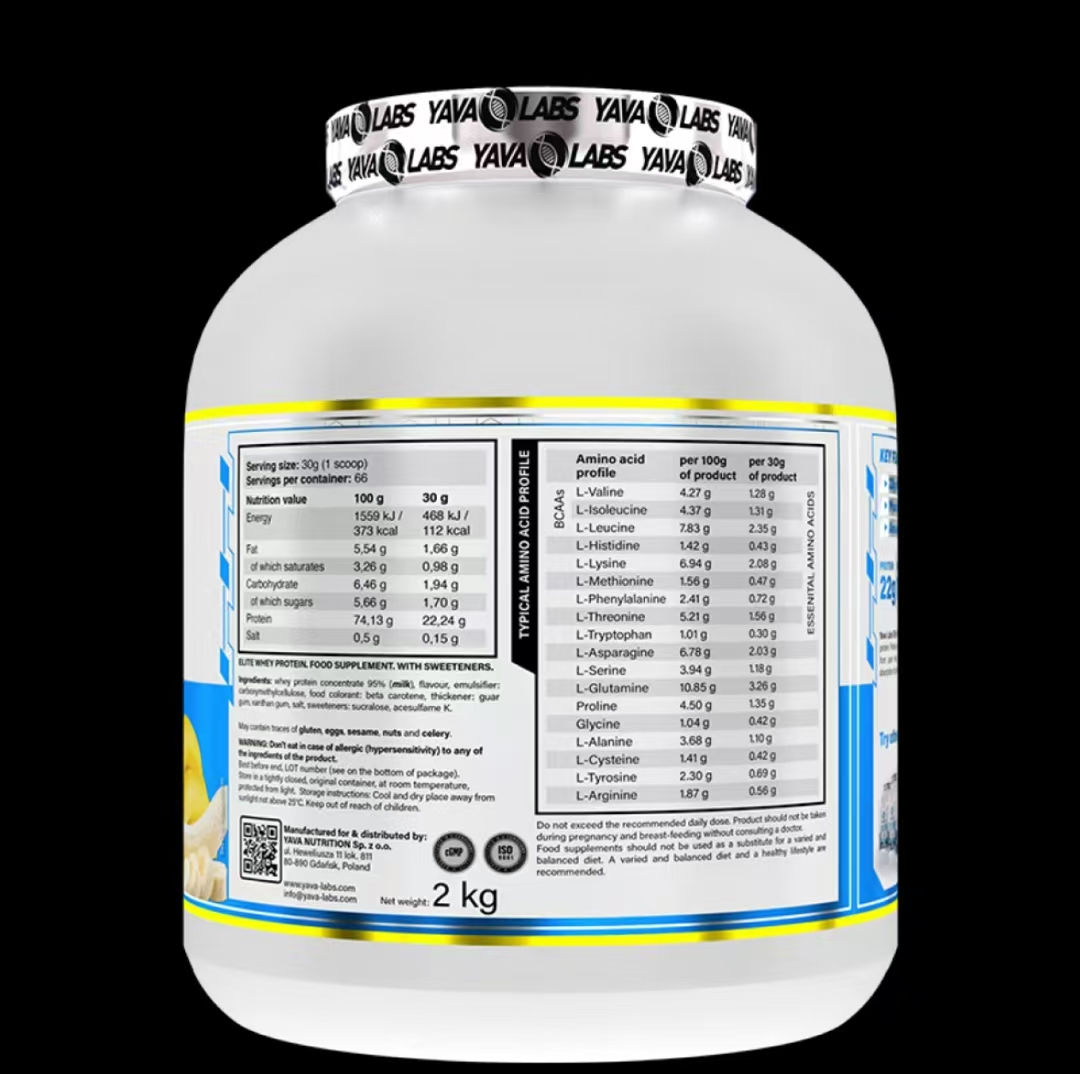 YAVA LABS YAVA LABS YAVA LABS YAVA
LABS YAVA LABS YAVA LABS YAVA LABS
Serving size: 30g (1 scoop)
Servings per container: 66
Nutrition value 100 g 30 g
Energy 1559 kJ / 468 kJ /
373 kcal 112 kcal
Fat 5,54 g 1,66 g
of which saturates 3,26 g 0,98 g
Carbohydrate 6,46 g 1,94 g
of which sugars 5,66 g 1,70 g
Protein 74,13 g 22,24 g
Salt 0,5 g 0,15 g
ELITE WHEY PROTEIN. FOOD SUPPLEMENT. WITH SWEETENERS.
Ingredients: whey protein concentrate 95% (milk), flavour, emulsifier:
carboxymethylcellulose, food colorant: beta carotene, thickener: guar
gum, xanthan gum, salt, sweeteners: sucralose, acesulfame K.
May contain traces of gluten, eggs, sesame, nuts and celery.
WARNING: Don't eat in case of allergic (hypersensitivity) to any of
the ingredients of the product.
Best before end, LOT number (see on the bottom of package).
Store in a tightly closed, original container, at room temperature,
protected from light. Storage instructions: Cool and dry place away from
sunlight not above 25°C. Keep out of reach of children.
Manufactured for & distributed by:
YAVA NUTRITION Sp. z o.o.
ul. Heweliusza 11 lok. 811
80-890 Gdańsk, Poland
www.yava-labs.com
info@yava-labs.com
cGMP
ISO
9001
Net weight: 2 kg
TYPICAL AMINO ACID PROFILE
Amino acid per 100g per 30g
profile of product of product
BCAAs
L-Valine 4.27 g 1.28 g
L-Isoleucine 4.37 g 1.31 g
L-Leucine 7.83 g 2.35 g
L-Histidine 1.42 g 0.43 g
L-Lysine 6.94 g 2.08 g
L-Methionine 1.56 g 0.47 g
L-Phenylalanine 2.41 g 0.72 g
L-Threonine 5.21 g 1.56 g
L-Tryptophan 1.01 g 0.30 g
L-Asparagine 6.78 g 2.03 g
L-Serine 3.94 g 1.18 g
L-Glutamine 10.85 g 3.26 g
Proline 4.50 g 1.35 g
Glycine 1.04 g 0.42 g
L-Alanine 3.68 g 1.10 g
L-Cysteine 1.41 g 0.42 g
L-Tyrosine 2.30 g 0.69 g
L-Arginine 1.87 g 0.56 g
ESSENITAL AMINO ACIDS
Do not exceed the recommended daily dose. Product should not be taken
during pregnancy and breast-feeding without consulting a doctor.
Food supplements should not be used as a substitute for a varied and
balanced diet. A varied and balanced diet and a healthy lifestyle are
recommended.
KEY
22g
Try